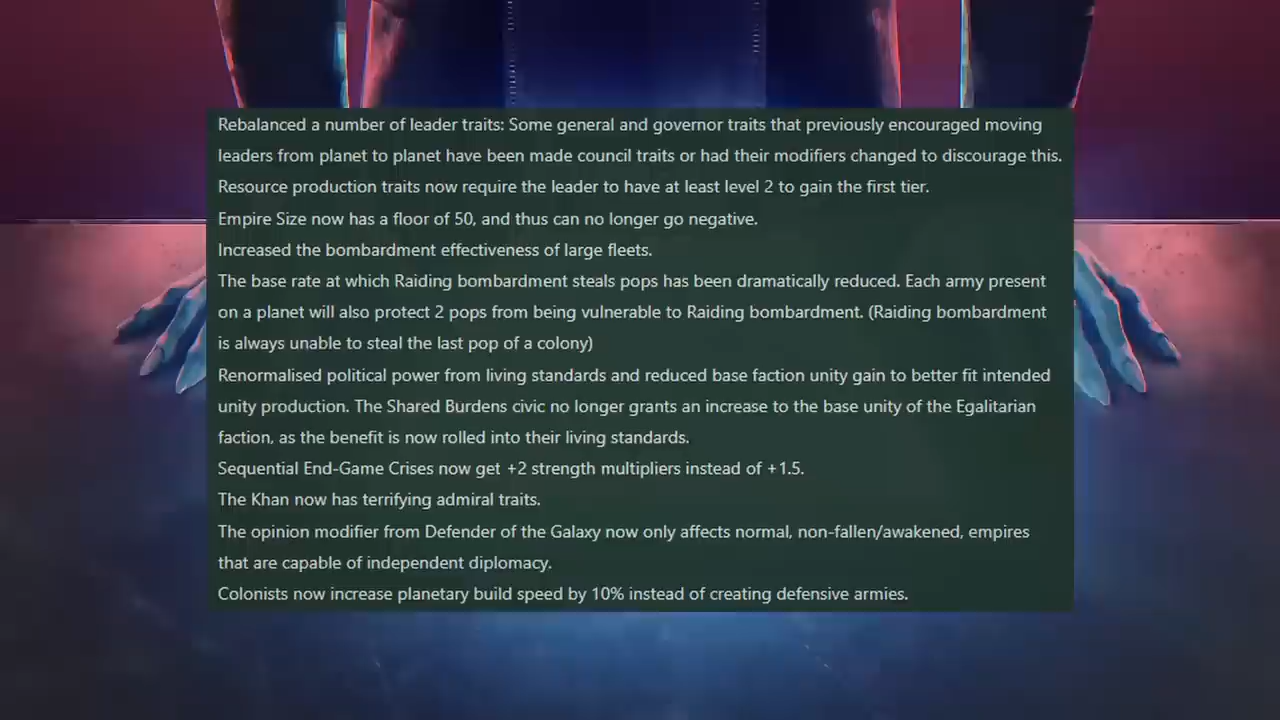 Rebalanced a number of leader traits: Some general and governor traits that previously encouraged moving
leaders from planet to planet have been made council traits or had their modifiers changed to discourage this.
Resource production traits now require the leader to have at least level 2 to gain the first tier.
Empire Size now has a floor of 50, and thus can no longer go negative.
Increased the bombardment effectiveness of large fleets.
The base rate at which Raiding bombardment steals pops has been dramatically reduced. Each army present
on a planet will also protect 2 pops from being vulnerable to Raiding bombardment. (Raiding bombardment
is always unable to steal the last pop of a colony)
Renormalised political power from living standards and reduced base faction unity gain to better fit intended
unity production. The Shared Burdens civic no longer grants an increase to the base unity of the Egalitarian
faction, as the benefit is now rolled into their living standards.
Sequential End-Game Crises now get +2 strength multipliers instead of +1.5.
The Khan now has terrifying admiral traits.
The opinion modifier from Defender of the Galaxy now only affects normal, non-fallen/awakened, empires
that are capable of independent diplomacy.
Colonists now increase planetary build speed by 10% instead of creating defensive armies.